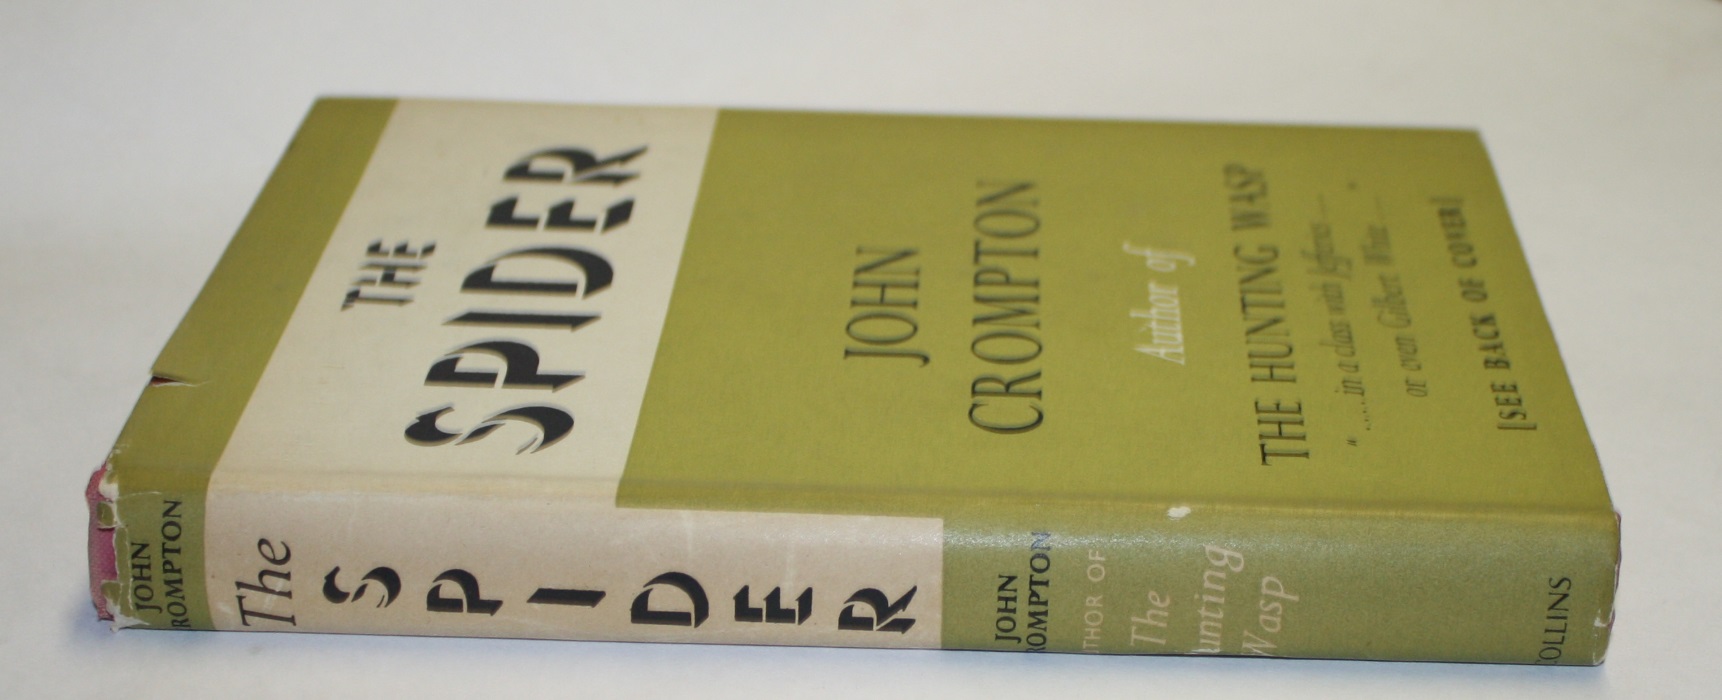 THE
SPIDER
JOHN
CROMPTON
Author of
THE HUNTING WASP
".....in a class with Jefferies....
or even Gilbert White...."
[SEE BACK OF COVER]
JOHN
ROMPTON
The
SPIDER
JOHN
ROMPTON
THOR OF
The
unting
Wasp
OLLINS